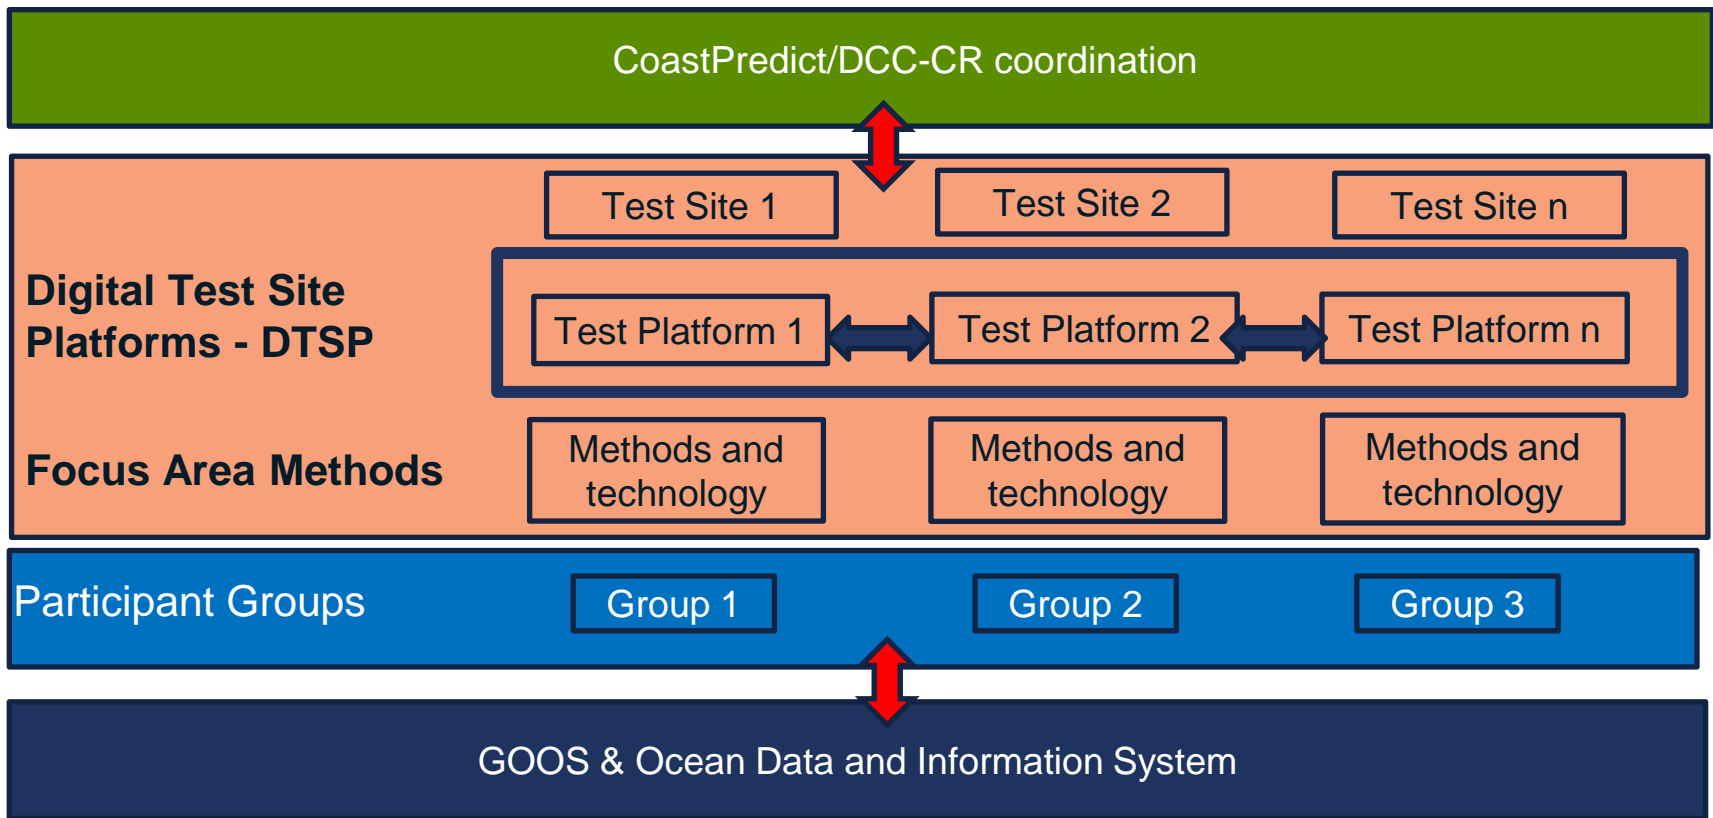 CoastPredict/DCC-CR coordination
Test Site 1
Test Site 2
Test Site n
Digital Test Site
Platforms - DTSP
Test Platform 1
Test Platform 2
Test Platform n
Focus Area Methods
Methods and
technology
Methods and
technology
Methods and
technology
Participant Groups
Group 1
Group 2
Group 3
GOOS & Ocean Data and Information System